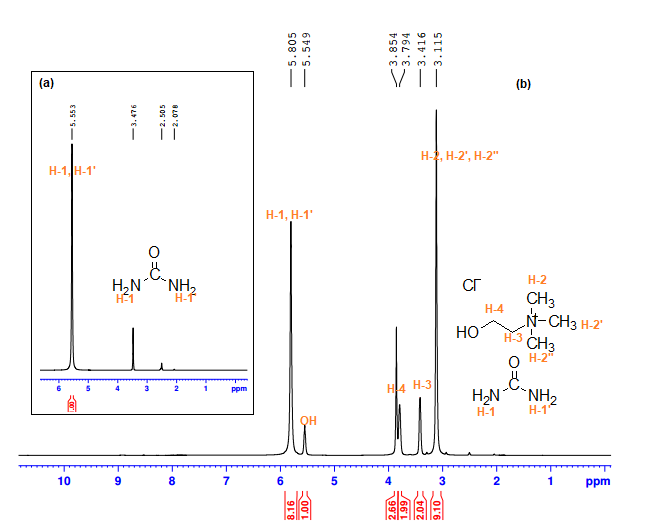 5.805
5.549
3.854
3.794
3.416
3.115
(a)
(b)
5.553
3.476
2.505
2.078
H-1, H-1'
O
C
H2N
NH2
H-1
H-1'
6 5 4 3 2 1 ppm
H-1, H-1'
OH
H-4
H-3
H-2, H-2', H-2"
Cl-
H-2
CH3
H-4
N+
CH3
H-2'
HO
H-3
CH3
H-2"
O
H2N
NH2
H-1
H-1'
10 9 8 7 6 5 4 3 2 1 ppm
8.16
1.00
2.66
1.99
2.04
9.10